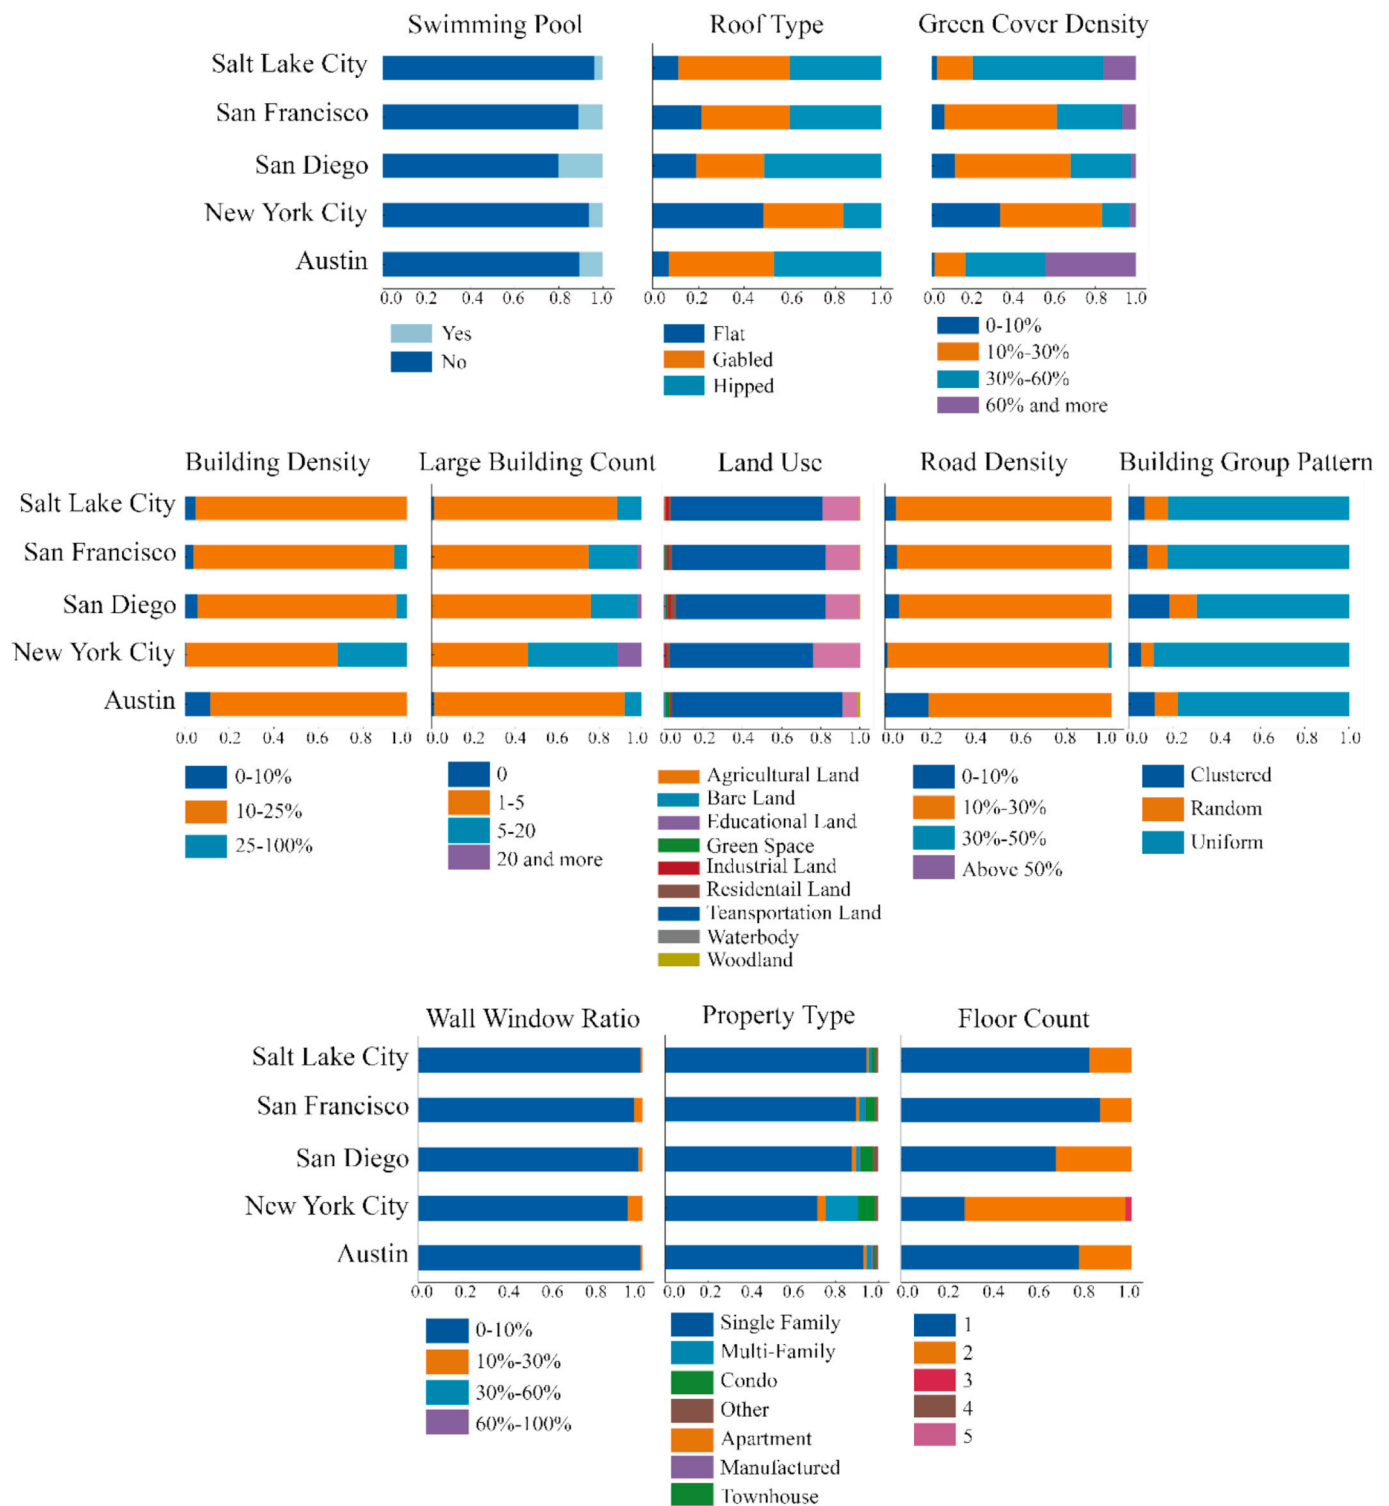 Swimming Pool Roof Type Green Cover Density
Salt Lake City
San Francisco
San Diego
New York City
Austin
0.0 0.2 0.4 0.6 0.8 1.0 0.0 0.2 0.4 0.6 0.8 1.0 0.0 0.2 0.4 0.6 0.8 1.0
Yes
No
Flat
Gabled
Hipped
0-10%
10%-30%
30%-60%
60% and more
Building Density Large Building Count Land Use Road Density Building Group Pattern
Salt Lake City
San Francisco
San Diego
New York City
Austin
0.0 0.2 0.4 0.6 0.8 1.0 0.0 0.2 0.4 0.6 0.8 1.0 0.0 0.2 0.4 0.6 0.8 1.0 0.0 0.2 0.4 0.6 0.8 1.0 0.0 0.2 0.4 0.6 0.8 1.0
0-10%
10-25%
25-100%
0
1-5
5-20
20 and more
Agricultural Land
Bare Land
Educational Land
Green Space
Industrial Land
Residentail Land
Teansportation Land
Waterbody
Woodland
0-10%
10%-30%
30%-50%
Above 50%
Clustered
Random
Uniform
Wall Window Ratio Property Type Floor Count
Salt Lake City
San Francisco
San Diego
New York City
Austin
0.0 0.2 0.4 0.6 0.8 1.0 0.0 0.2 0.4 0.6 0.8 1.0 0.0 0.2 0.4 0.6 0.8 1.0
0-10%
10%-30%
30%-60%
60%-100%
Single Family
Multi-Family
Condo
Other
Apartment
Manufactured
Townhouse
1
2
3
4
5